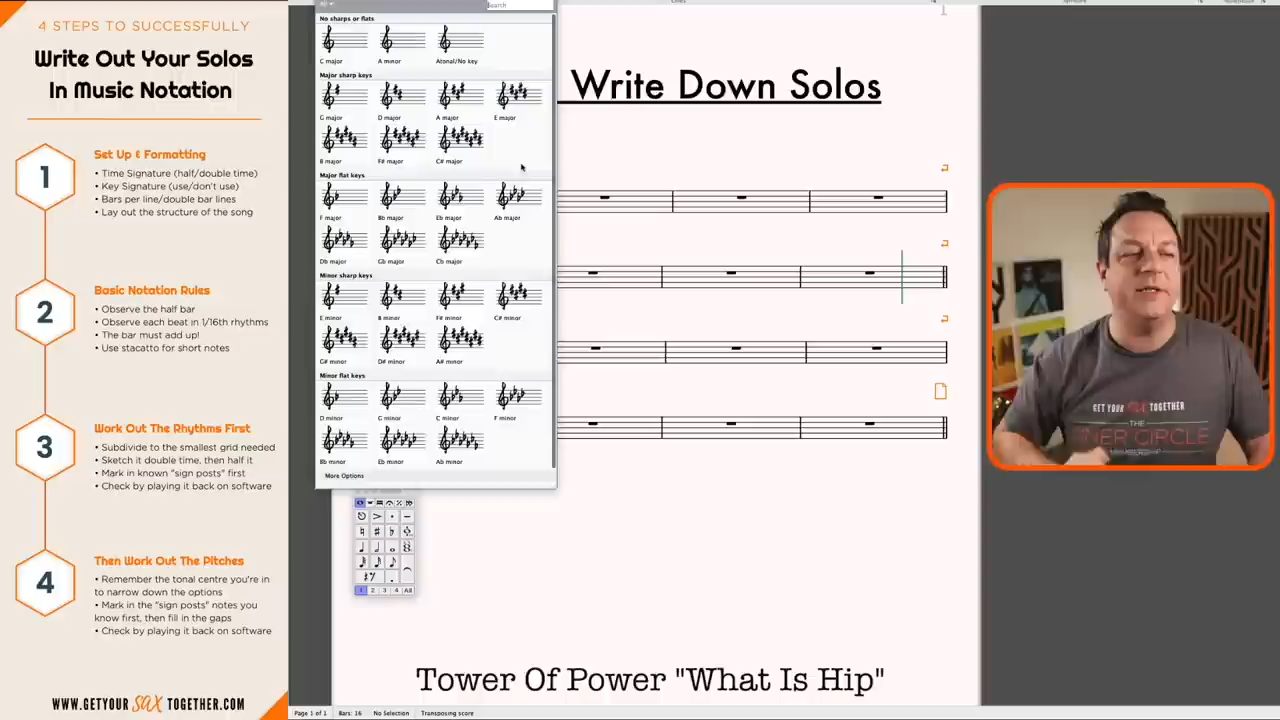 4 STEPS TO SUCCESSFULLY
Write Out Your Solos
In Music Notation
1
Set Up & Formatting
• Time Signature (half/double time)
• Key Signature (use/don't use)
• Bars per line/double bar lines
• Lay out the structure of the song
2
Basic Notation Rules
• Observe the half bar
• Observe each beat in 1/16th rhythms
• The bar must add up!
• Use stacatto for short notes
3
Work Out The Rhythms First
• Subdivide to the smallest grid needed
• Sketch it double time, then half it
• Mark in known "sign posts" first
• Check by playing it back on software
4
Then Work Out The Pitches
• Remember the tonal centre you're in
to narrow down the options
• Mark in the "sign posts" notes you
know first, then fill in the gaps
• Check by playing it back on software
WWW.GETYOUR SAX TOGETHER.COM
Search
No sharps or flats
C major A minor Atonal/No key
Major sharp keys
G major D major A major E major
B major F# major C# major
Major flat keys
F major Bb major Eb major Ab major
Db major Gb major Cb major
Minor sharp keys
E minor B minor F# minor C# minor
G# minor D# minor A# minor
Minor flat keys
D minor G minor C minor F minor
Bb minor Eb minor Ab minor
More Options
1 2 3 4 All
Write Down Solos
Tower Of Power "What Is Hip"
Page 1 of 1 Bars: 16 No Selection Transposing score
GET YOUR SAX TOGETHER
THE
CIRCLE